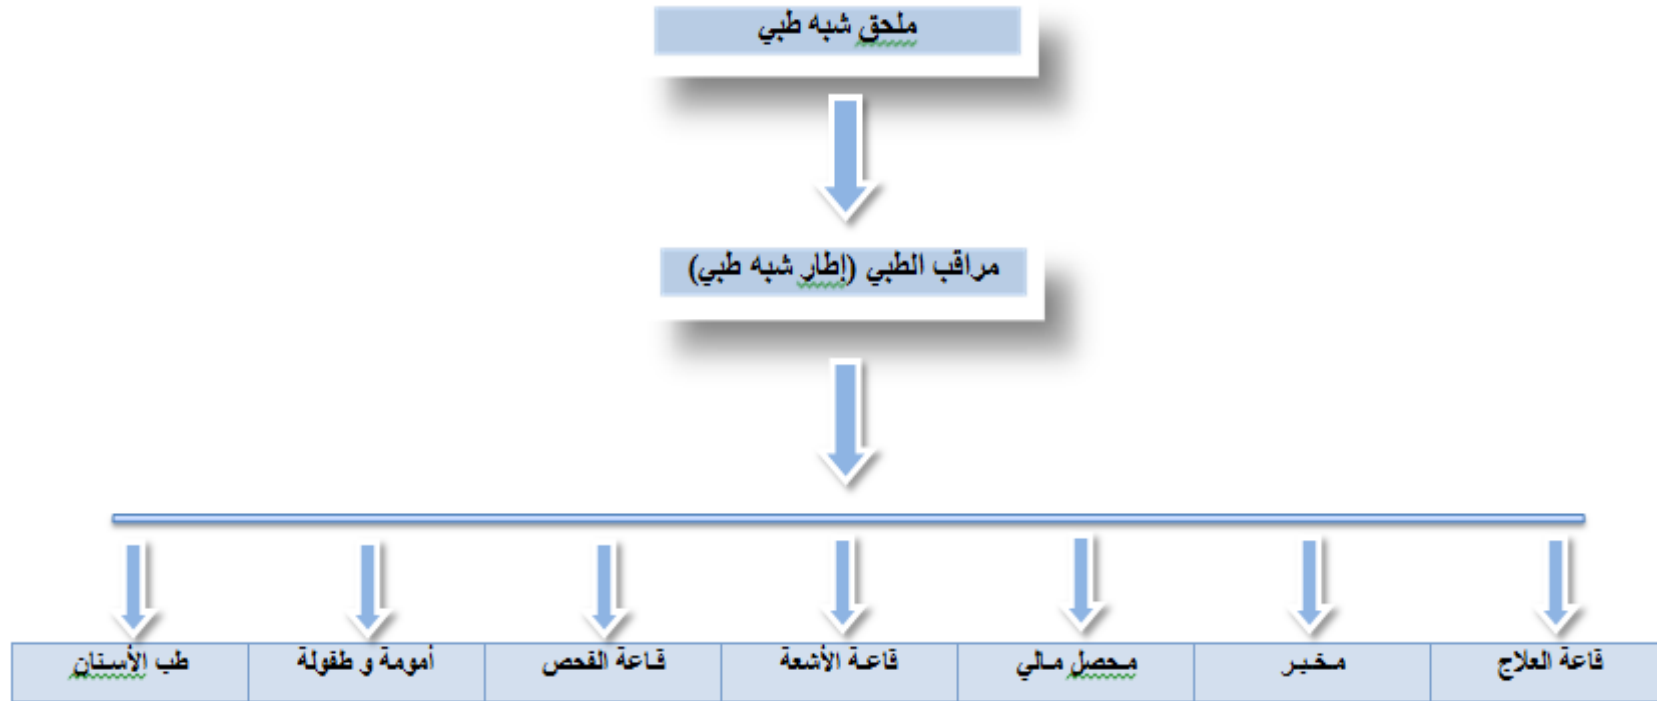 ملحق شبه طبي
مراقب الطبي (إطار شبه طبي)
قاعة العلاج
مخبر
محصل مالي
قاعة الأشعة
قاعة الفحص
أمومة و طفولة
طب الأسنان